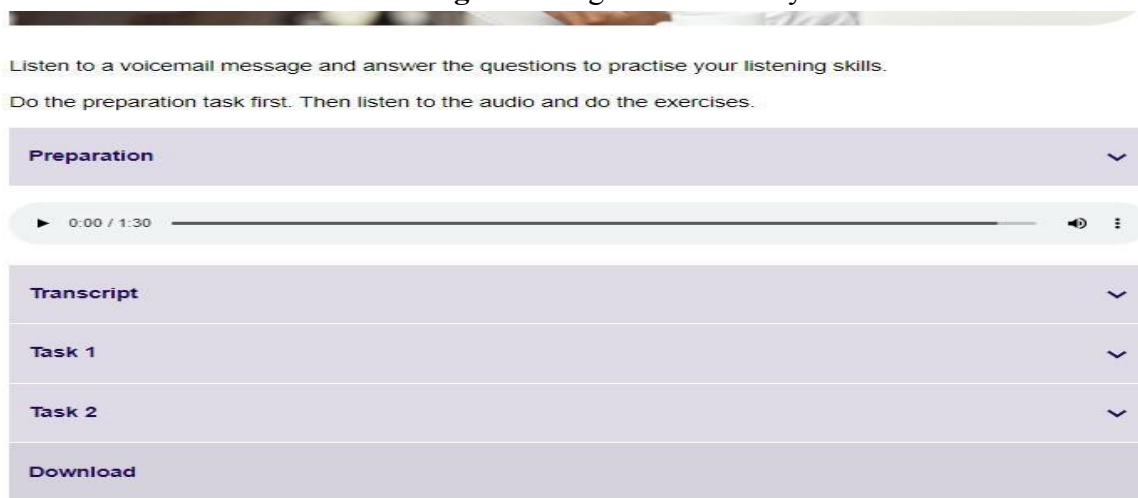 Listen to a voicemail message and answer the questions to practise your listening skills.
Do the preparation task first. Then listen to the audio and do the exercises.
Preparation
0:00 / 1:30
Transcript
Task 1
Task 2
Download